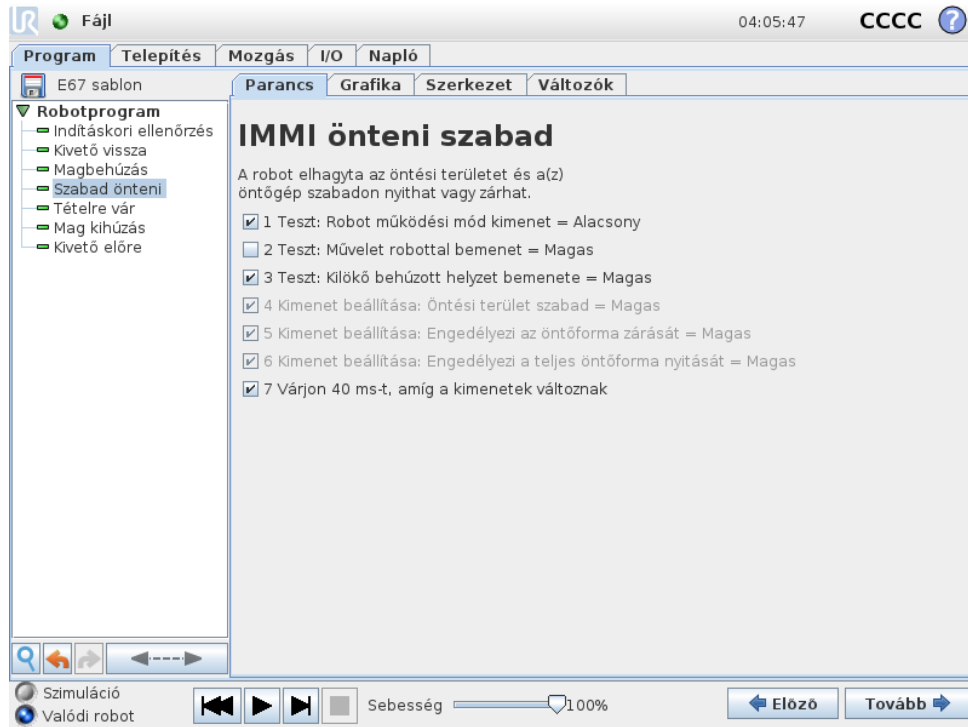 UR Fájl 04:05:47 CCCC ?
Program Telepítés Mozgás I/O Napló
E67 sablon
Parancs Grafika Szerkezet Változók
Robotprogram
Indításkori ellenőrzés
Kivető vissza
Magbehúzás
Szabad önteni
Tételre vár
Mag kihúzás
Kivető előre
IMMI önteni szabad
A robot elhagyta az öntési területet és a(z)
öntőgép szabadon nyithat vagy zárhat.
1 Teszt: Robot működési mód kimenet = Alacsony
2 Teszt: Művelet robottal bemenet = Magas
3 Teszt: Kilökő behúzott helyzet bemenete = Magas
4 Kimenet beállítása: Öntési terület szabad = Magas
5 Kimenet beállítása: Engedélyezi az öntőforma zárását = Magas
6 Kimenet beállítása: Engedélyezi a teljes öntőforma nyitását = Magas
7 Várjon 40 ms-t, amíg a kimenetek változnak
Szimuláció
Valódi robot
Sebesség 100%
Előző Tovább